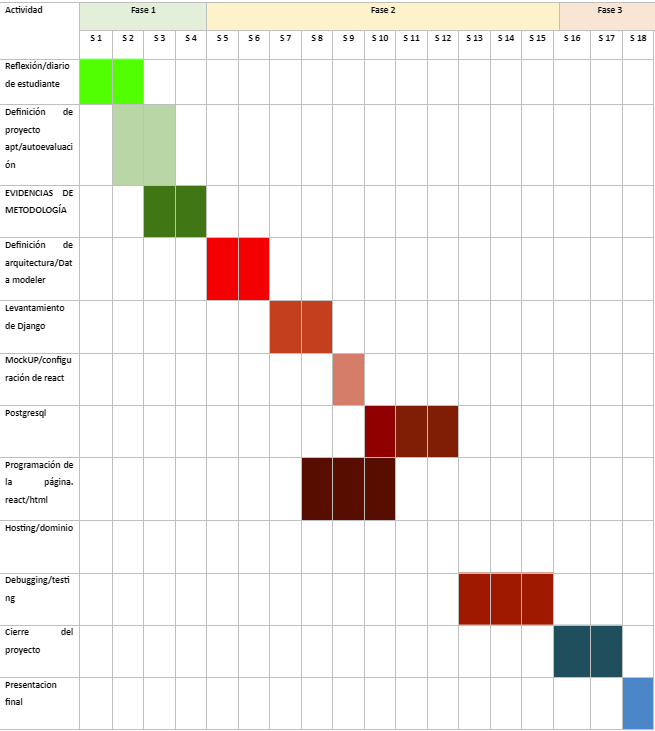 Actividad Fase 1 Fase 2 Fase 3
S 1 S 2 S 3 S 4 S 5 S 6 S 7 S 8 S 9 S 10 S 11 S 12 S 13 S 14 S 15 S 16 S 17 S 18
Reflexión/diario
de estudiante
Definición de
proyecto
apt/autoevaluaci
ón
EVIDENCIAS DE
METODOLOGÍA
Definición de
arquitectura/Dat
a modeler
Levantamiento
de Django
MockUP/configu
ración de react
Postgresql
Programación de
la página.
react/html
Hosting/dominio
Debugging/testi
ng
Cierre del
proyecto
Presentacion
final